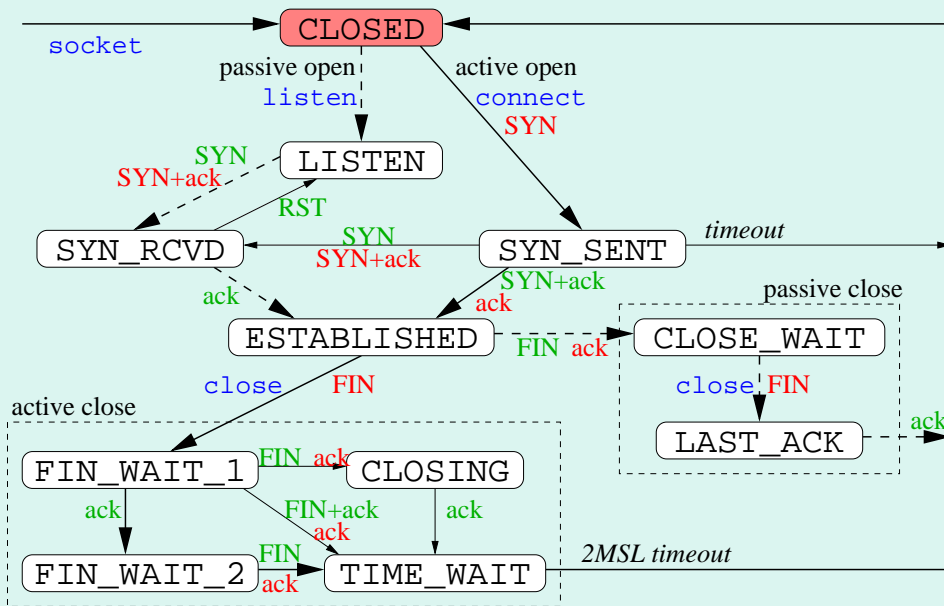 CLOSED
socket
passive open
active open
listen
connect
SYN
LISTEN
SYN
SYN+ack
RST
SYN_RCVD
SYN
SYN+ack
SYN_SENT
timeout
ack
SYN+ack
ack
passive close
ESTABLISHED
FIN ack
CLOSE_WAIT
close FIN
close FIN
active close
LAST_ACK
ack
FIN_WAIT_1
FIN ack
CLOSING
ack
FIN+ack
ack
ack
FIN_WAIT_2
FIN
ack
TIME_WAIT
2MSL timeout